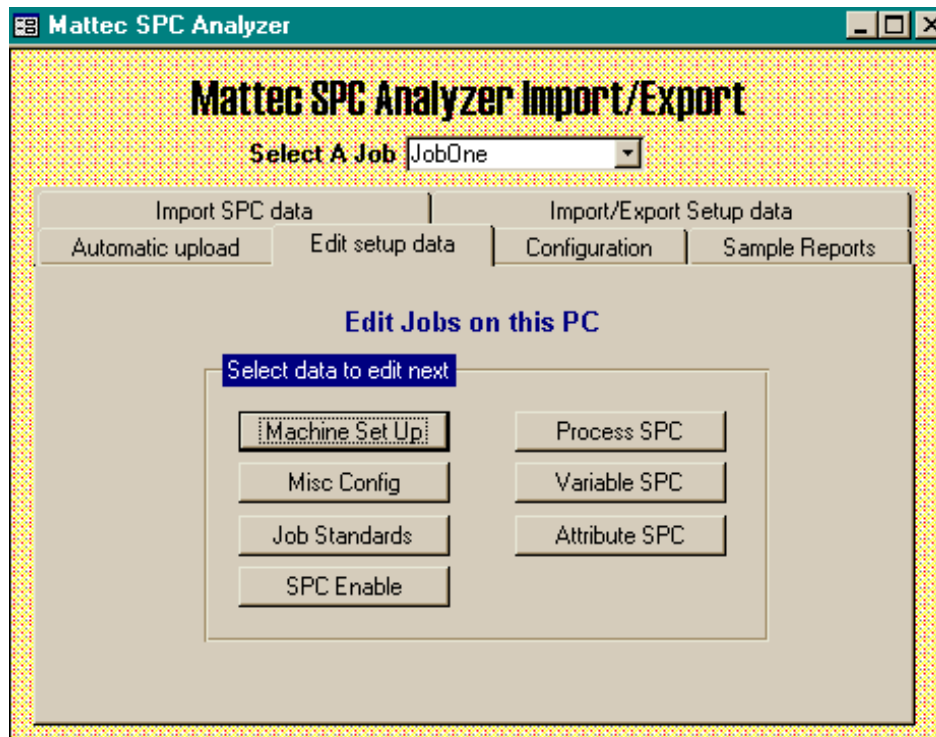 Mattec SPC Analyzer
Mattec SPC Analyzer Import/Export
Select A Job JobOne
Import SPC data Import/Export Setup data
Automatic upload Edit setup data Configuration Sample Reports
Edit Jobs on this PC
Select data to edit next
Machine Set Up Process SPC
Misc Config Variable SPC
Job Standards Attribute SPC
SPC Enable